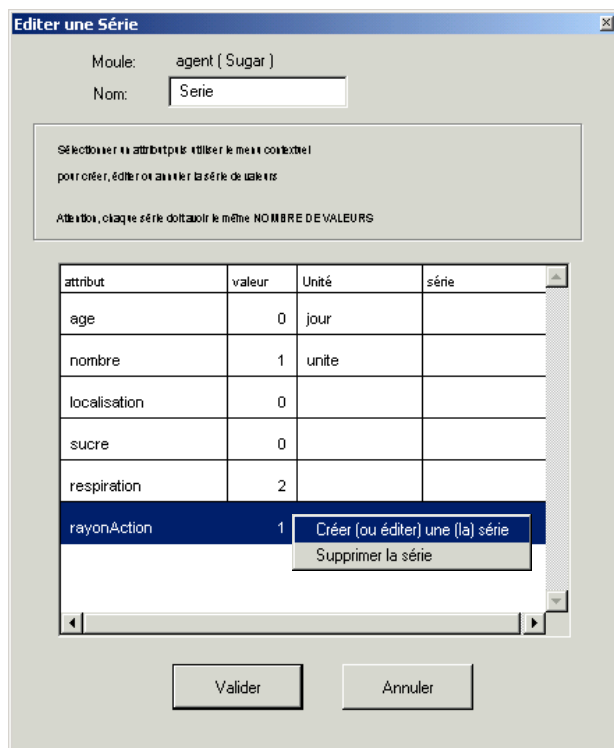 Editer une Série
Moule: agent ( Sugar )
Nom: Serie
Sélectionner un attribut puis utiliser le menu contextuel
pour créer, éditer ou annuler la série de valeurs
Attention, chaque série doit avoir le même NOMBRE DE VALEURS
attribut valeur Unité série
age 0 jour
nombre 1 unite
localisation 0
sucre 0
respiration 2
rayonAction 1 Créer (ou éditer) une (la) série
Supprimer la série
Valider Annuler